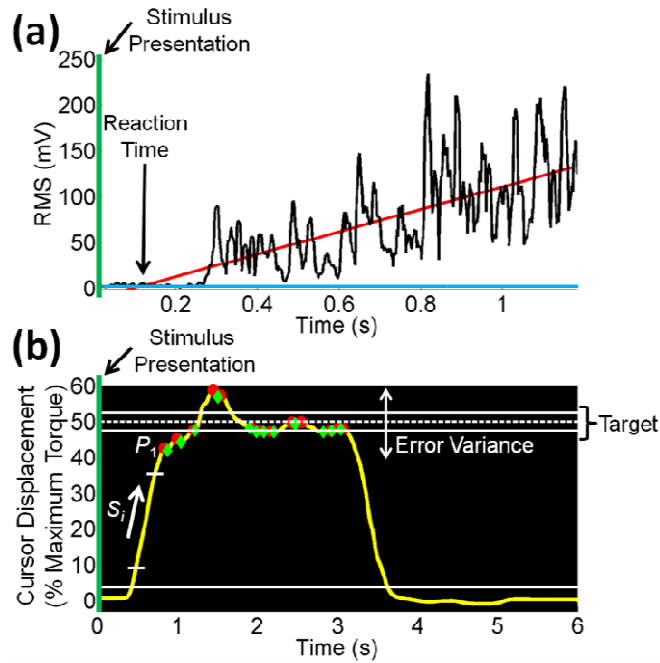 (a)
Stimulus
Presentation
250
200
150
100
50
0
RMS (mV)
Reaction
Time
0.2
0.4
0.6
0.8
1
Time (s)
(b)
Stimulus
Presentation
60
50
40
30
20
10
0
Cursor Displacement
(% Maximum Torque)
P1
Si
Error Variance
Target
0
1
2
3
4
5
6
Time (s)